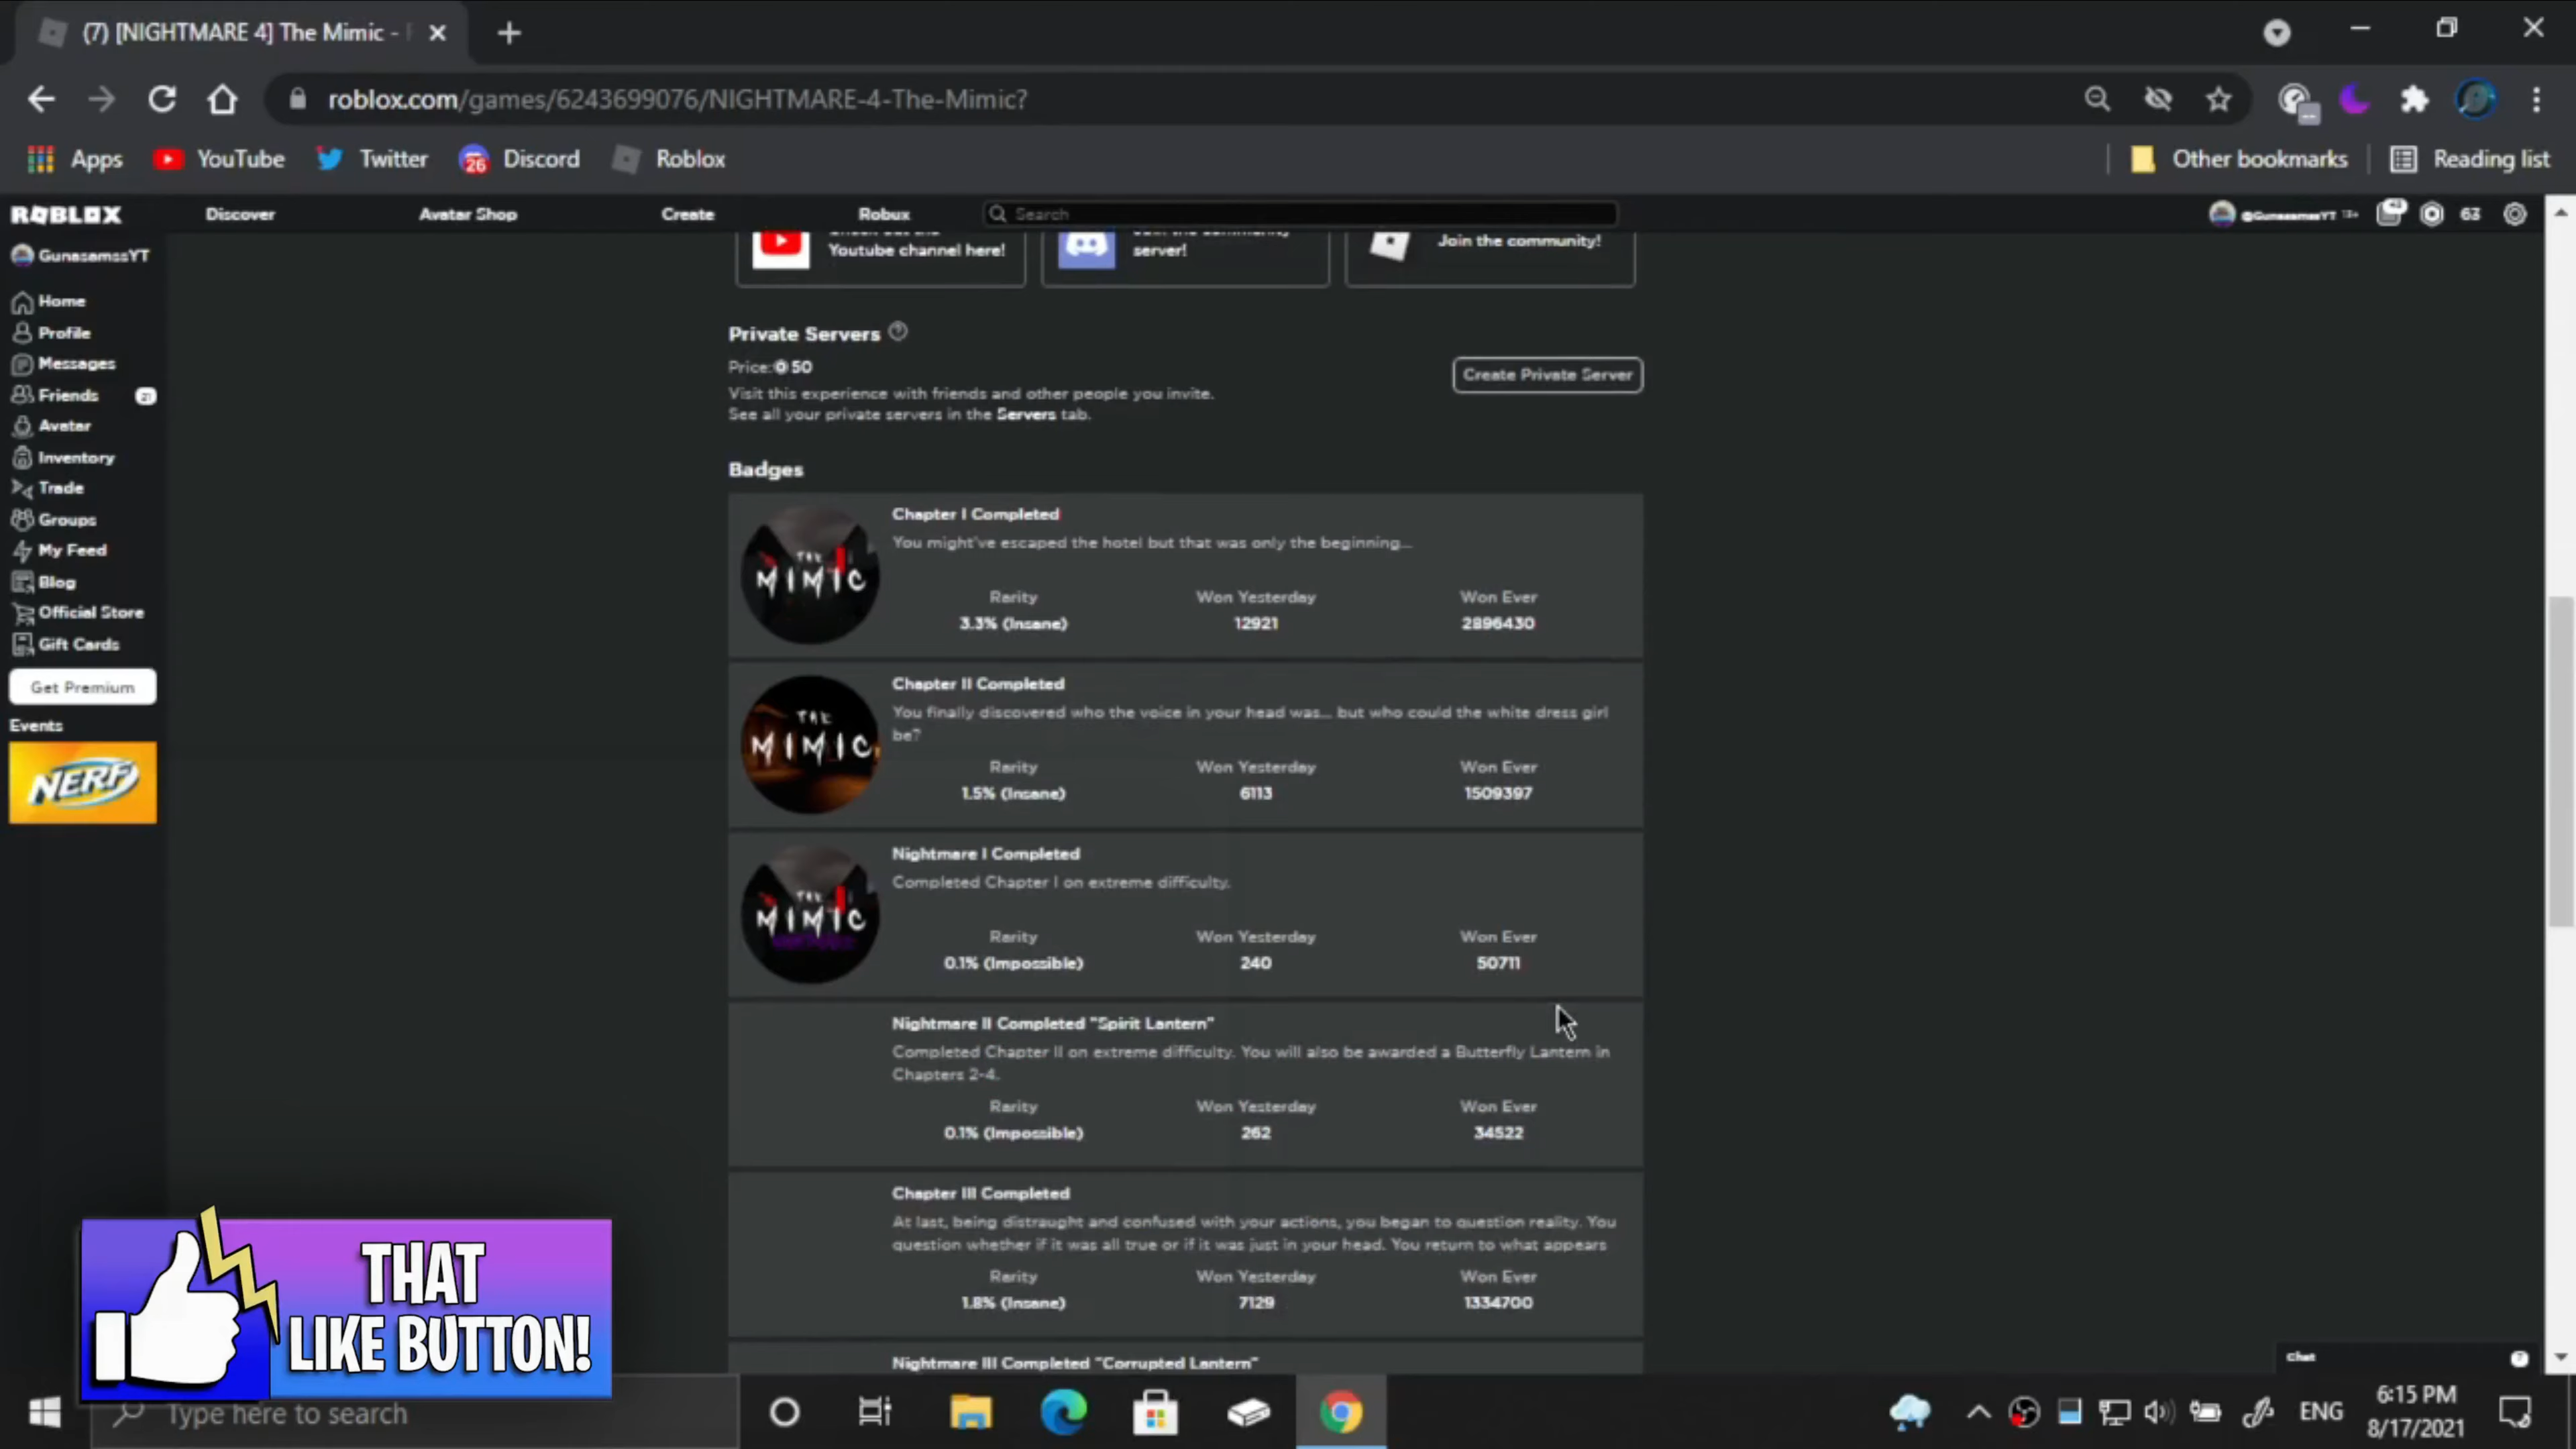 (7) [NIGHTMARE 4] The Mimic -
roblox.com/games/6243699076/NIGHTMARE-4-The-Mimic?
Apps
YouTube
Twitter
26
Discord
Roblox
Other bookmarks
Reading list
ROBLOX
Discover
Avatar Shop
Create
Robux
Search
@GunasamssYT 13+
63
GunasamssYT
Home
Profile
Messages
Friends
21
Avatar
Inventory
Trade
Groups
My Feed
Blog
Official Store
Gift Cards
Get Premium
Events
NERF
Youtube channel here!
server!
Join the community!
Private Servers
Price: 50
Visit this experience with friends and other people you invite.
See all your private servers in the Servers tab.
Create Private Server
Badges
THE
MIMIC
Chapter I Completed
You might've escaped the hotel but that was only the beginning...
Rarity Won Yesterday Won Ever
3.3% (Insane) 12921 2896430
THE
MIMIC
Chapter II Completed
You finally discovered who the voice in your head was... but who could the white dress girl
be?
Rarity Won Yesterday Won Ever
1.5% (Insane) 6113 1509397
THE
MIMIC
Nightmare I Completed
Completed Chapter I on extreme difficulty.
Rarity Won Yesterday Won Ever
0.1% (Impossible) 240 50711
Nightmare II Completed "Spirit Lantern"
Completed Chapter II on extreme difficulty. You will also be awarded a Butterfly Lantern in
Chapters 2-4.
Rarity Won Yesterday Won Ever
0.1% (Impossible) 262 34522
Chapter III Completed
At last, being distraught and confused with your actions, you began to question reality. You
question whether if it was all true or if it was just in your head. You return to what appears
Rarity Won Yesterday Won Ever
1.8% (Insane) 7129 1334700
Nightmare III Completed "Corrupted Lantern"
THAT
LIKE BUTTON!
Chat
Type here to search
ENG
6:15 PM
8/17/2021